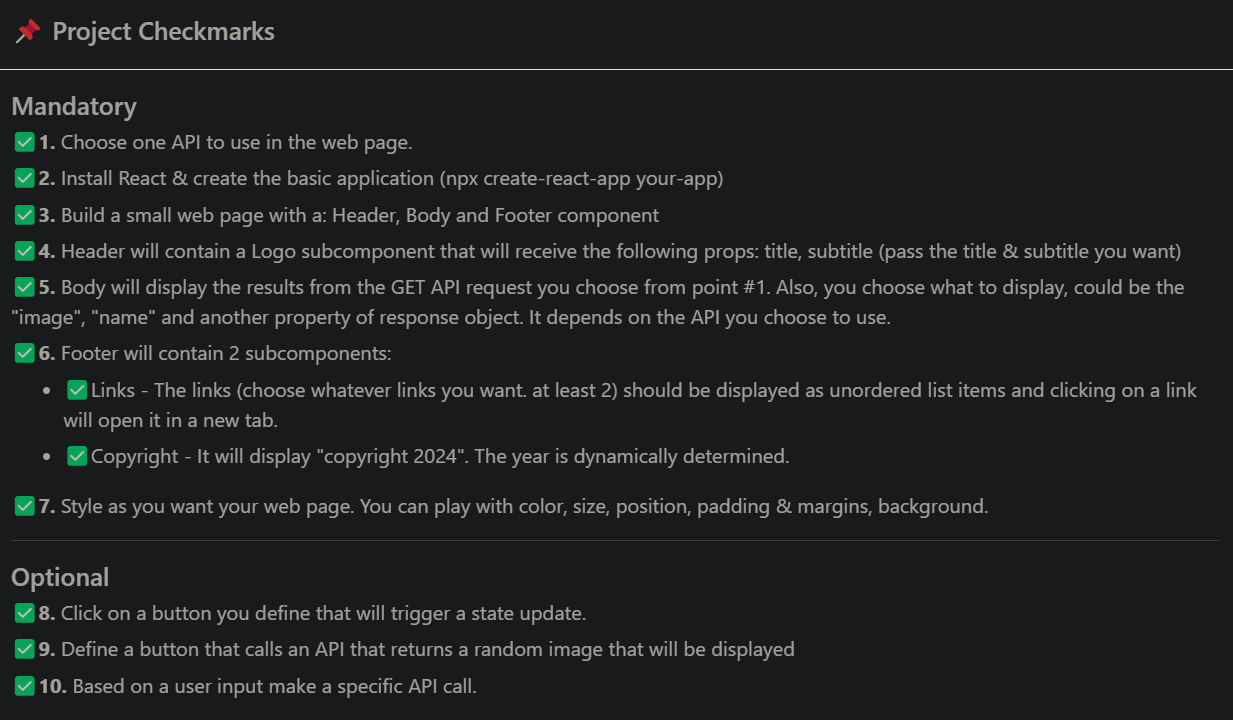 📌 Project Checkmarks
Mandatory
✅1. Choose one API to use in the web page.
✅2. Install React & create the basic application (npx create-react-app your-app)
✅3. Build a small web page with a: Header, Body and Footer component
✅4. Header will contain a Logo subcomponent that will receive the following props: title, subtitle (pass the title & subtitle you want)
✅5. Body will display the results from the GET API request you choose from point #1. Also, you choose what to display, could be the
"image", "name" and another property of response object. It depends on the API you choose to use.
✅6. Footer will contain 2 subcomponents:
• ✅Links - The links (choose whatever links you want. at least 2) should be displayed as unordered list items and clicking on a link
will open it in a new tab.
• ✅Copyright - It will display "copyright 2024". The year is dynamically determined.
✅7. Style as you want your web page. You can play with color, size, position, padding & margins, background.
Optional
✅8. Click on a button you define that will trigger a state update.
✅9. Define a button that calls an API that returns a random image that will be displayed
✅10. Based on a user input make a specific API call.